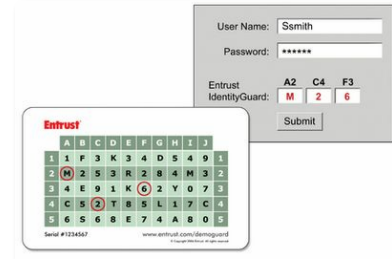 User Name: Ssmith
Password: ******
Entrust IdentityGuard: A2 C4 F3
M 2 6
Submit
Entrust
A B C D E F G H I J
1 1 F 3 K 3 4 D 5 4 9 1
2 M 2 5 3 R 2 8 4 M 3 2
3 4 E 9 1 K 6 2 Y 0 7 3
4 C 5 2 T 8 5 L 1 7 C 4
5 6 S 6 8 E 7 4 A 8 0 5
Serial #1234567 www.entrust.com/demoguard